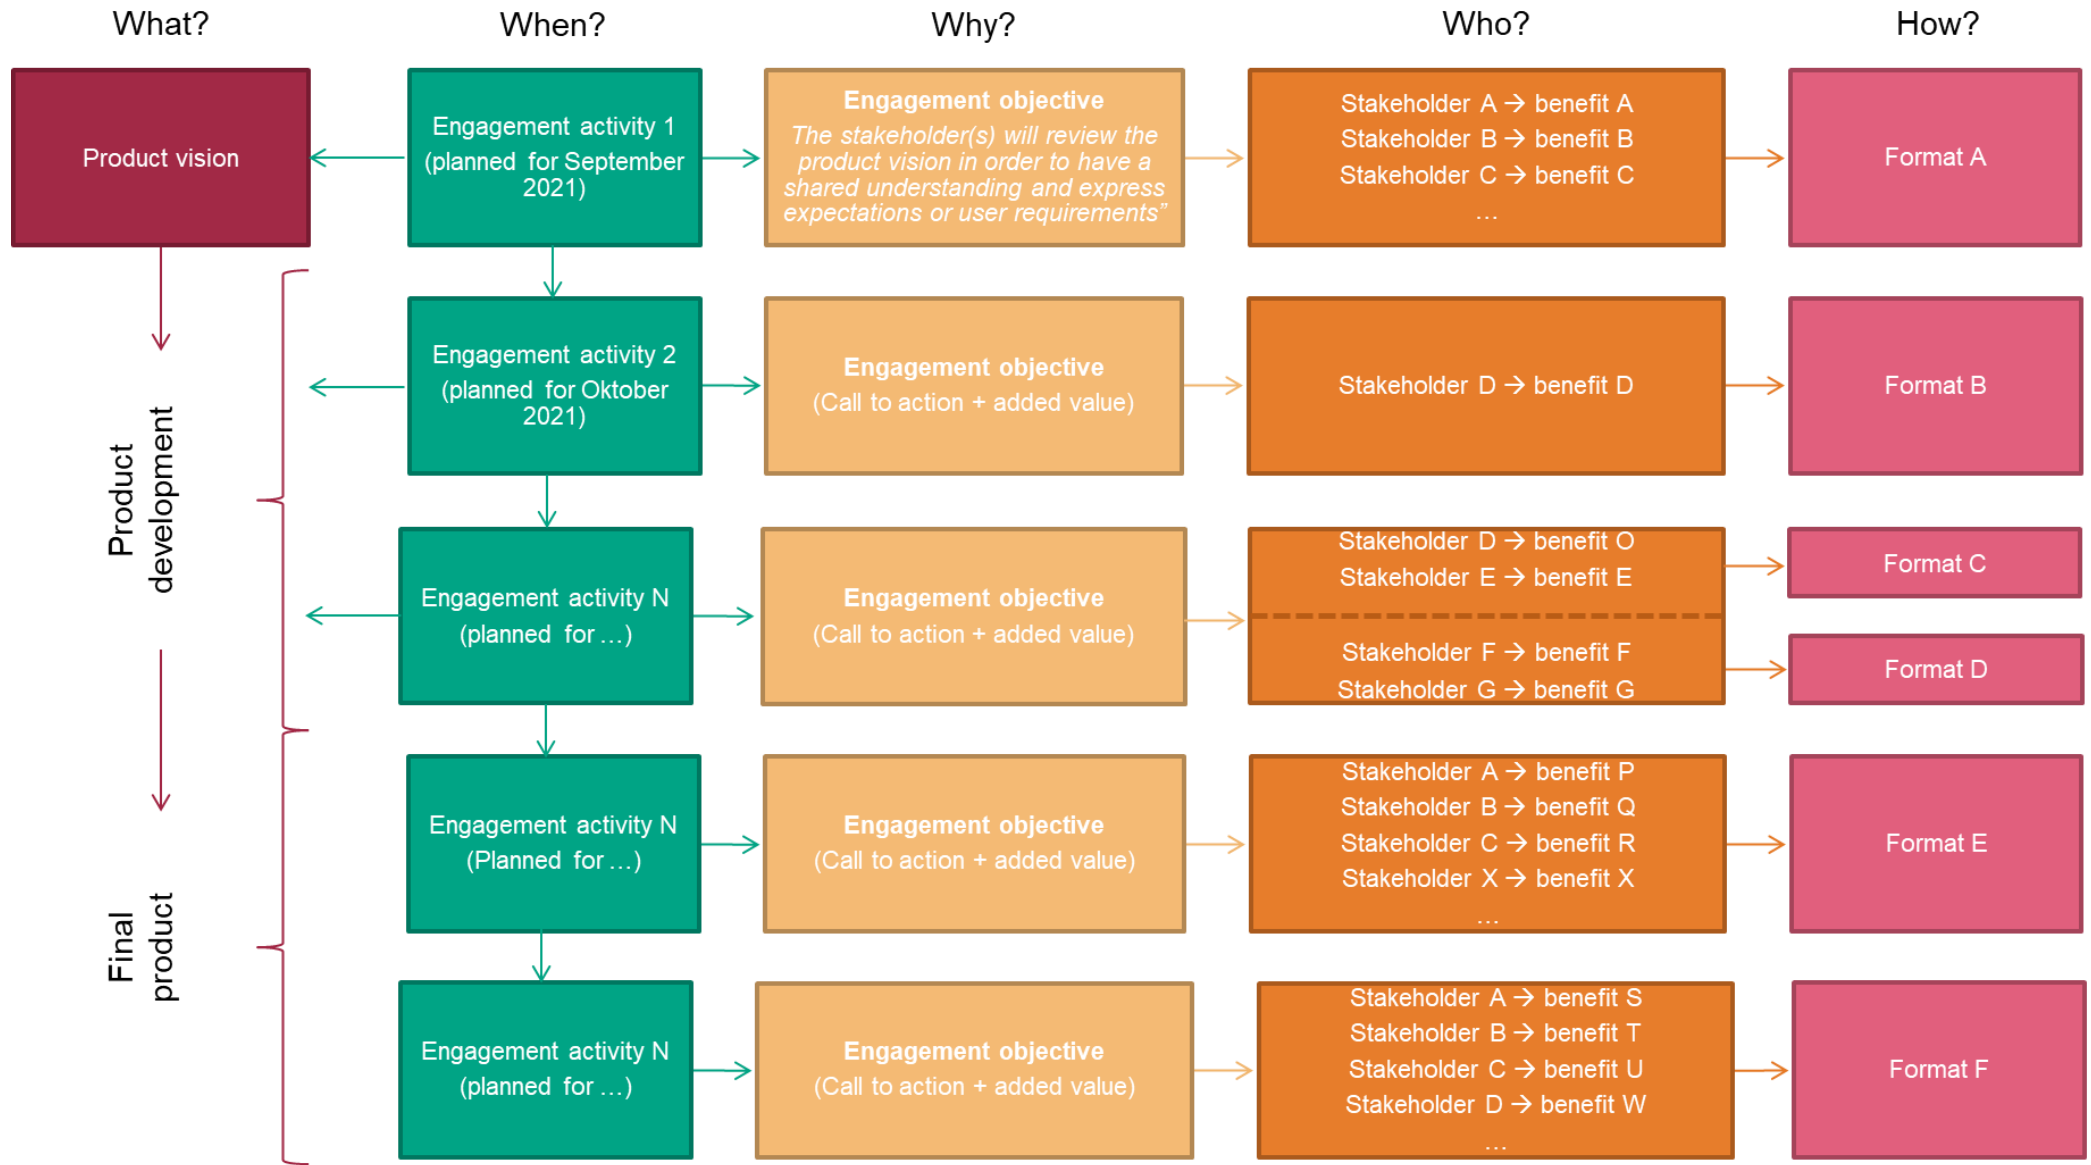 What?
When?
Why?
Who?
How?
Product vision
Engagement activity 1
(planned for September
2021)
Engagement objective
The stakeholder(s) will review the
product vision in order to have a
shared understanding and express
expectations or user requirements”
Stakeholder A → benefit A
Stakeholder B → benefit B
Stakeholder C → benefit C
...
Format A
Product
development
Engagement activity 2
(planned for Oktober
2021)
Engagement objective
(Call to action + added value)
Stakeholder D → benefit D
Format B
Engagement activity N
(planned for ...)
Engagement objective
(Call to action + added value)
Stakeholder D → benefit O
Stakeholder E → benefit E
Stakeholder F → benefit F
Stakeholder G → benefit G
Format C
Format D
Final
product
Engagement activity N
(Planned for ...)
Engagement objective
(Call to action + added value)
Stakeholder A → benefit P
Stakeholder B → benefit Q
Stakeholder C → benefit R
Stakeholder X → benefit X
...
Format E
Engagement activity N
(planned for ...)
Engagement objective
(Call to action + added value)
Stakeholder A → benefit S
Stakeholder B → benefit T
Stakeholder C → benefit U
Stakeholder D → benefit W
...
Format F